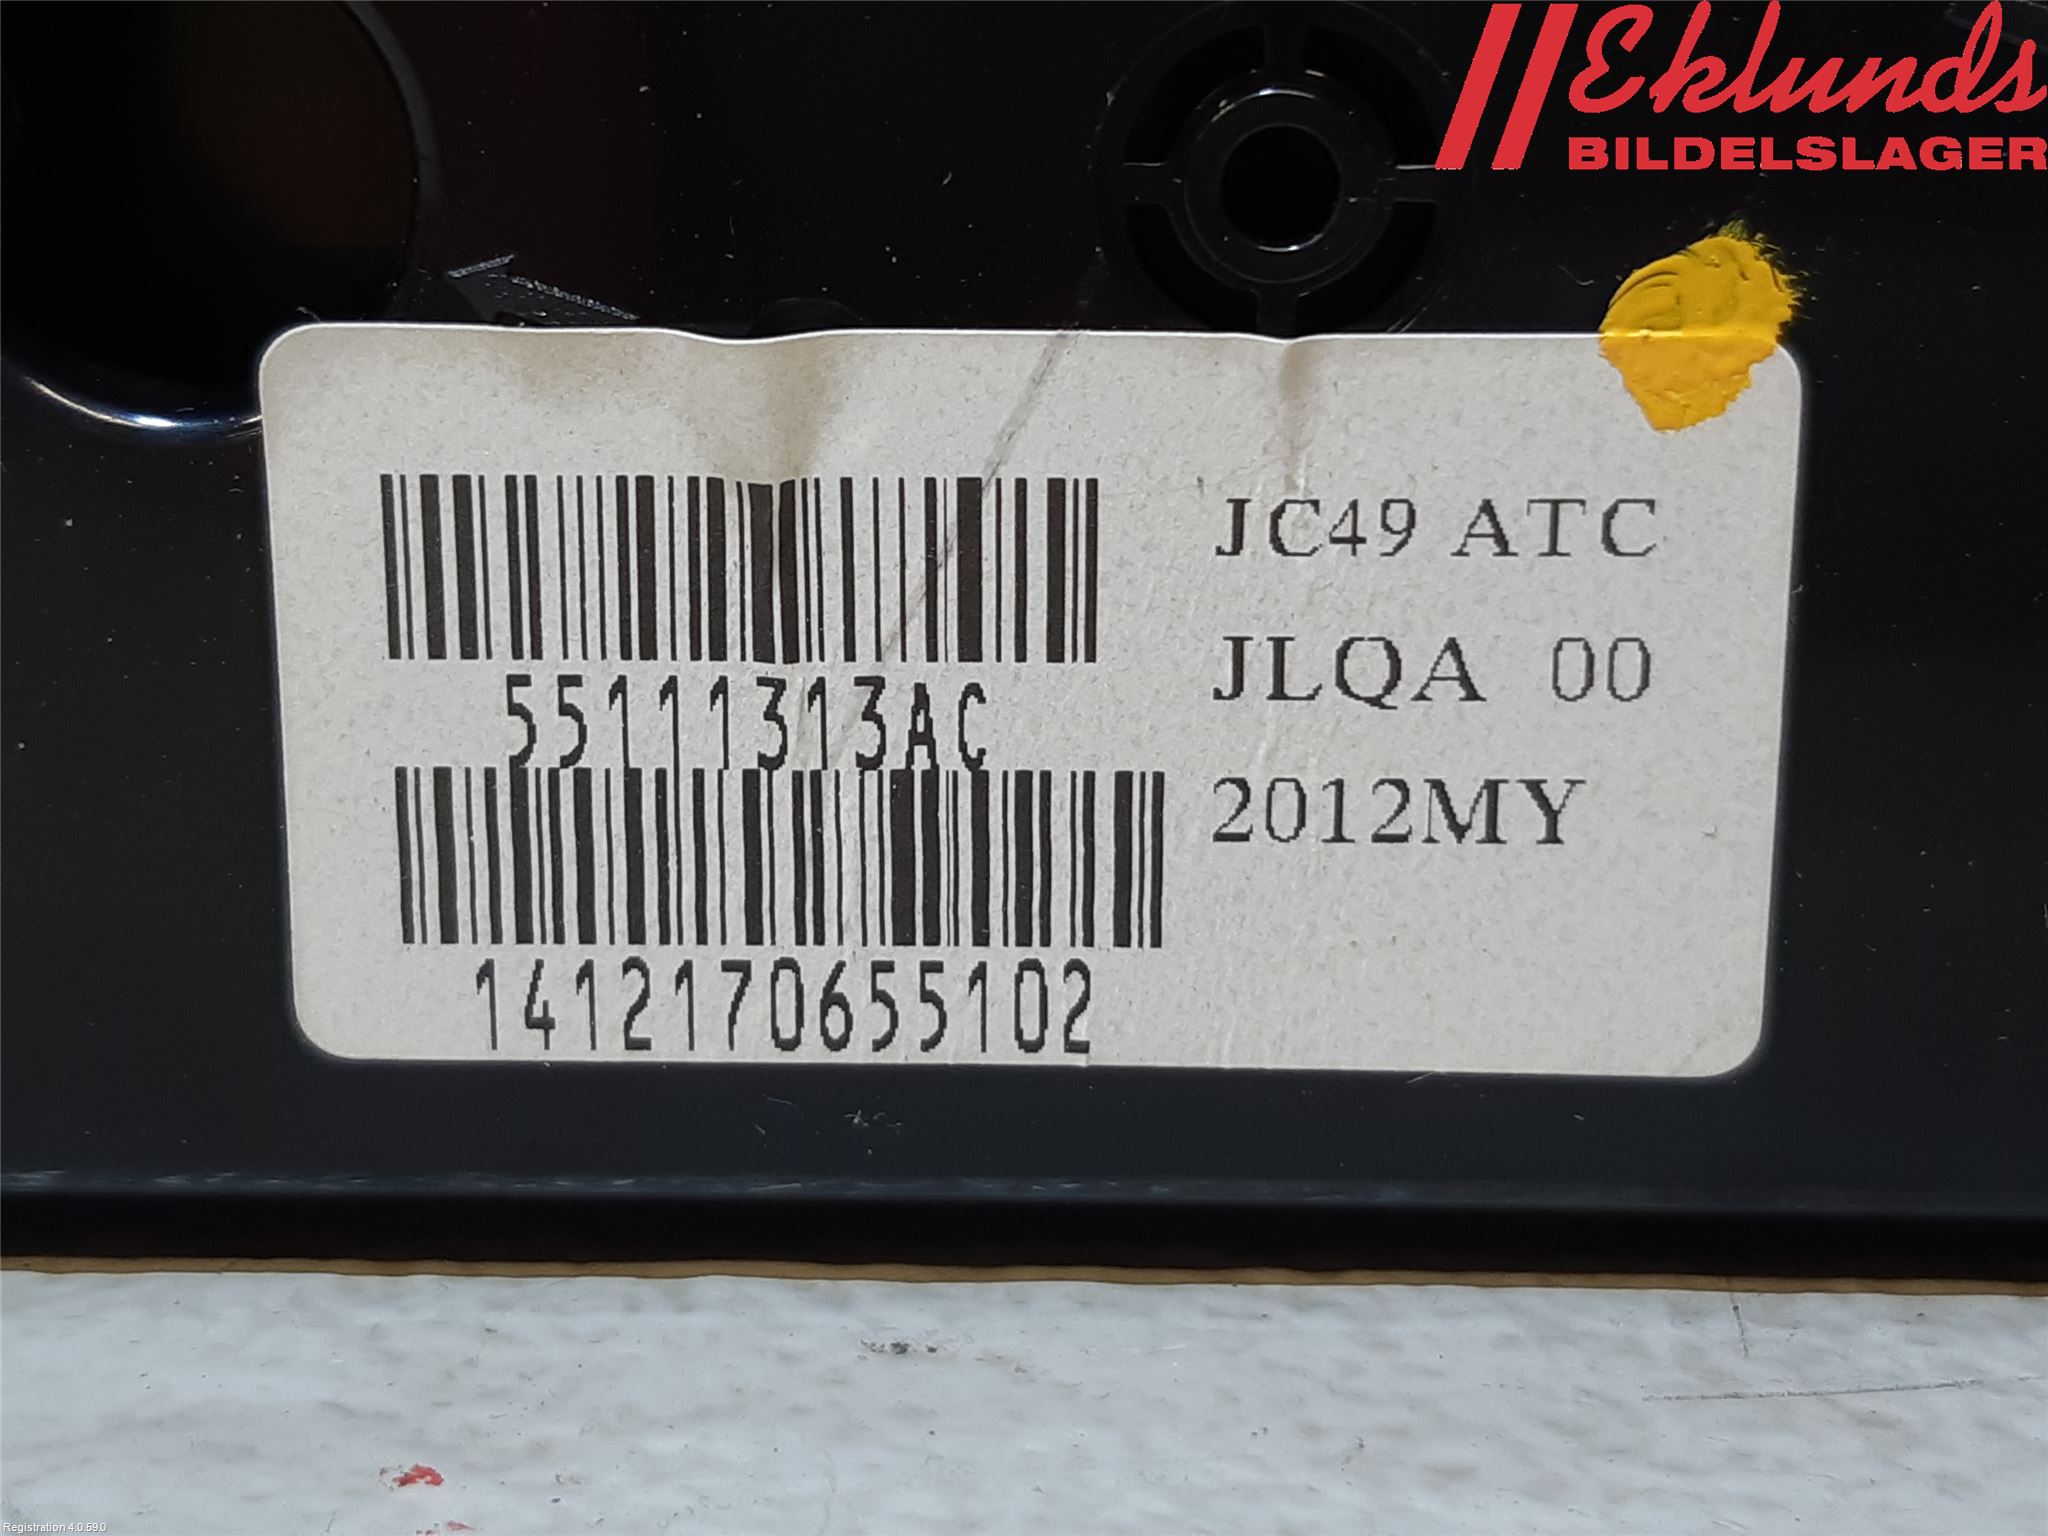 Eklunds
BILDELSLAGER
JC49 ATC
55111313AC
JLQA 00
2012MY
1412170655102
Registration 4.0.59.0